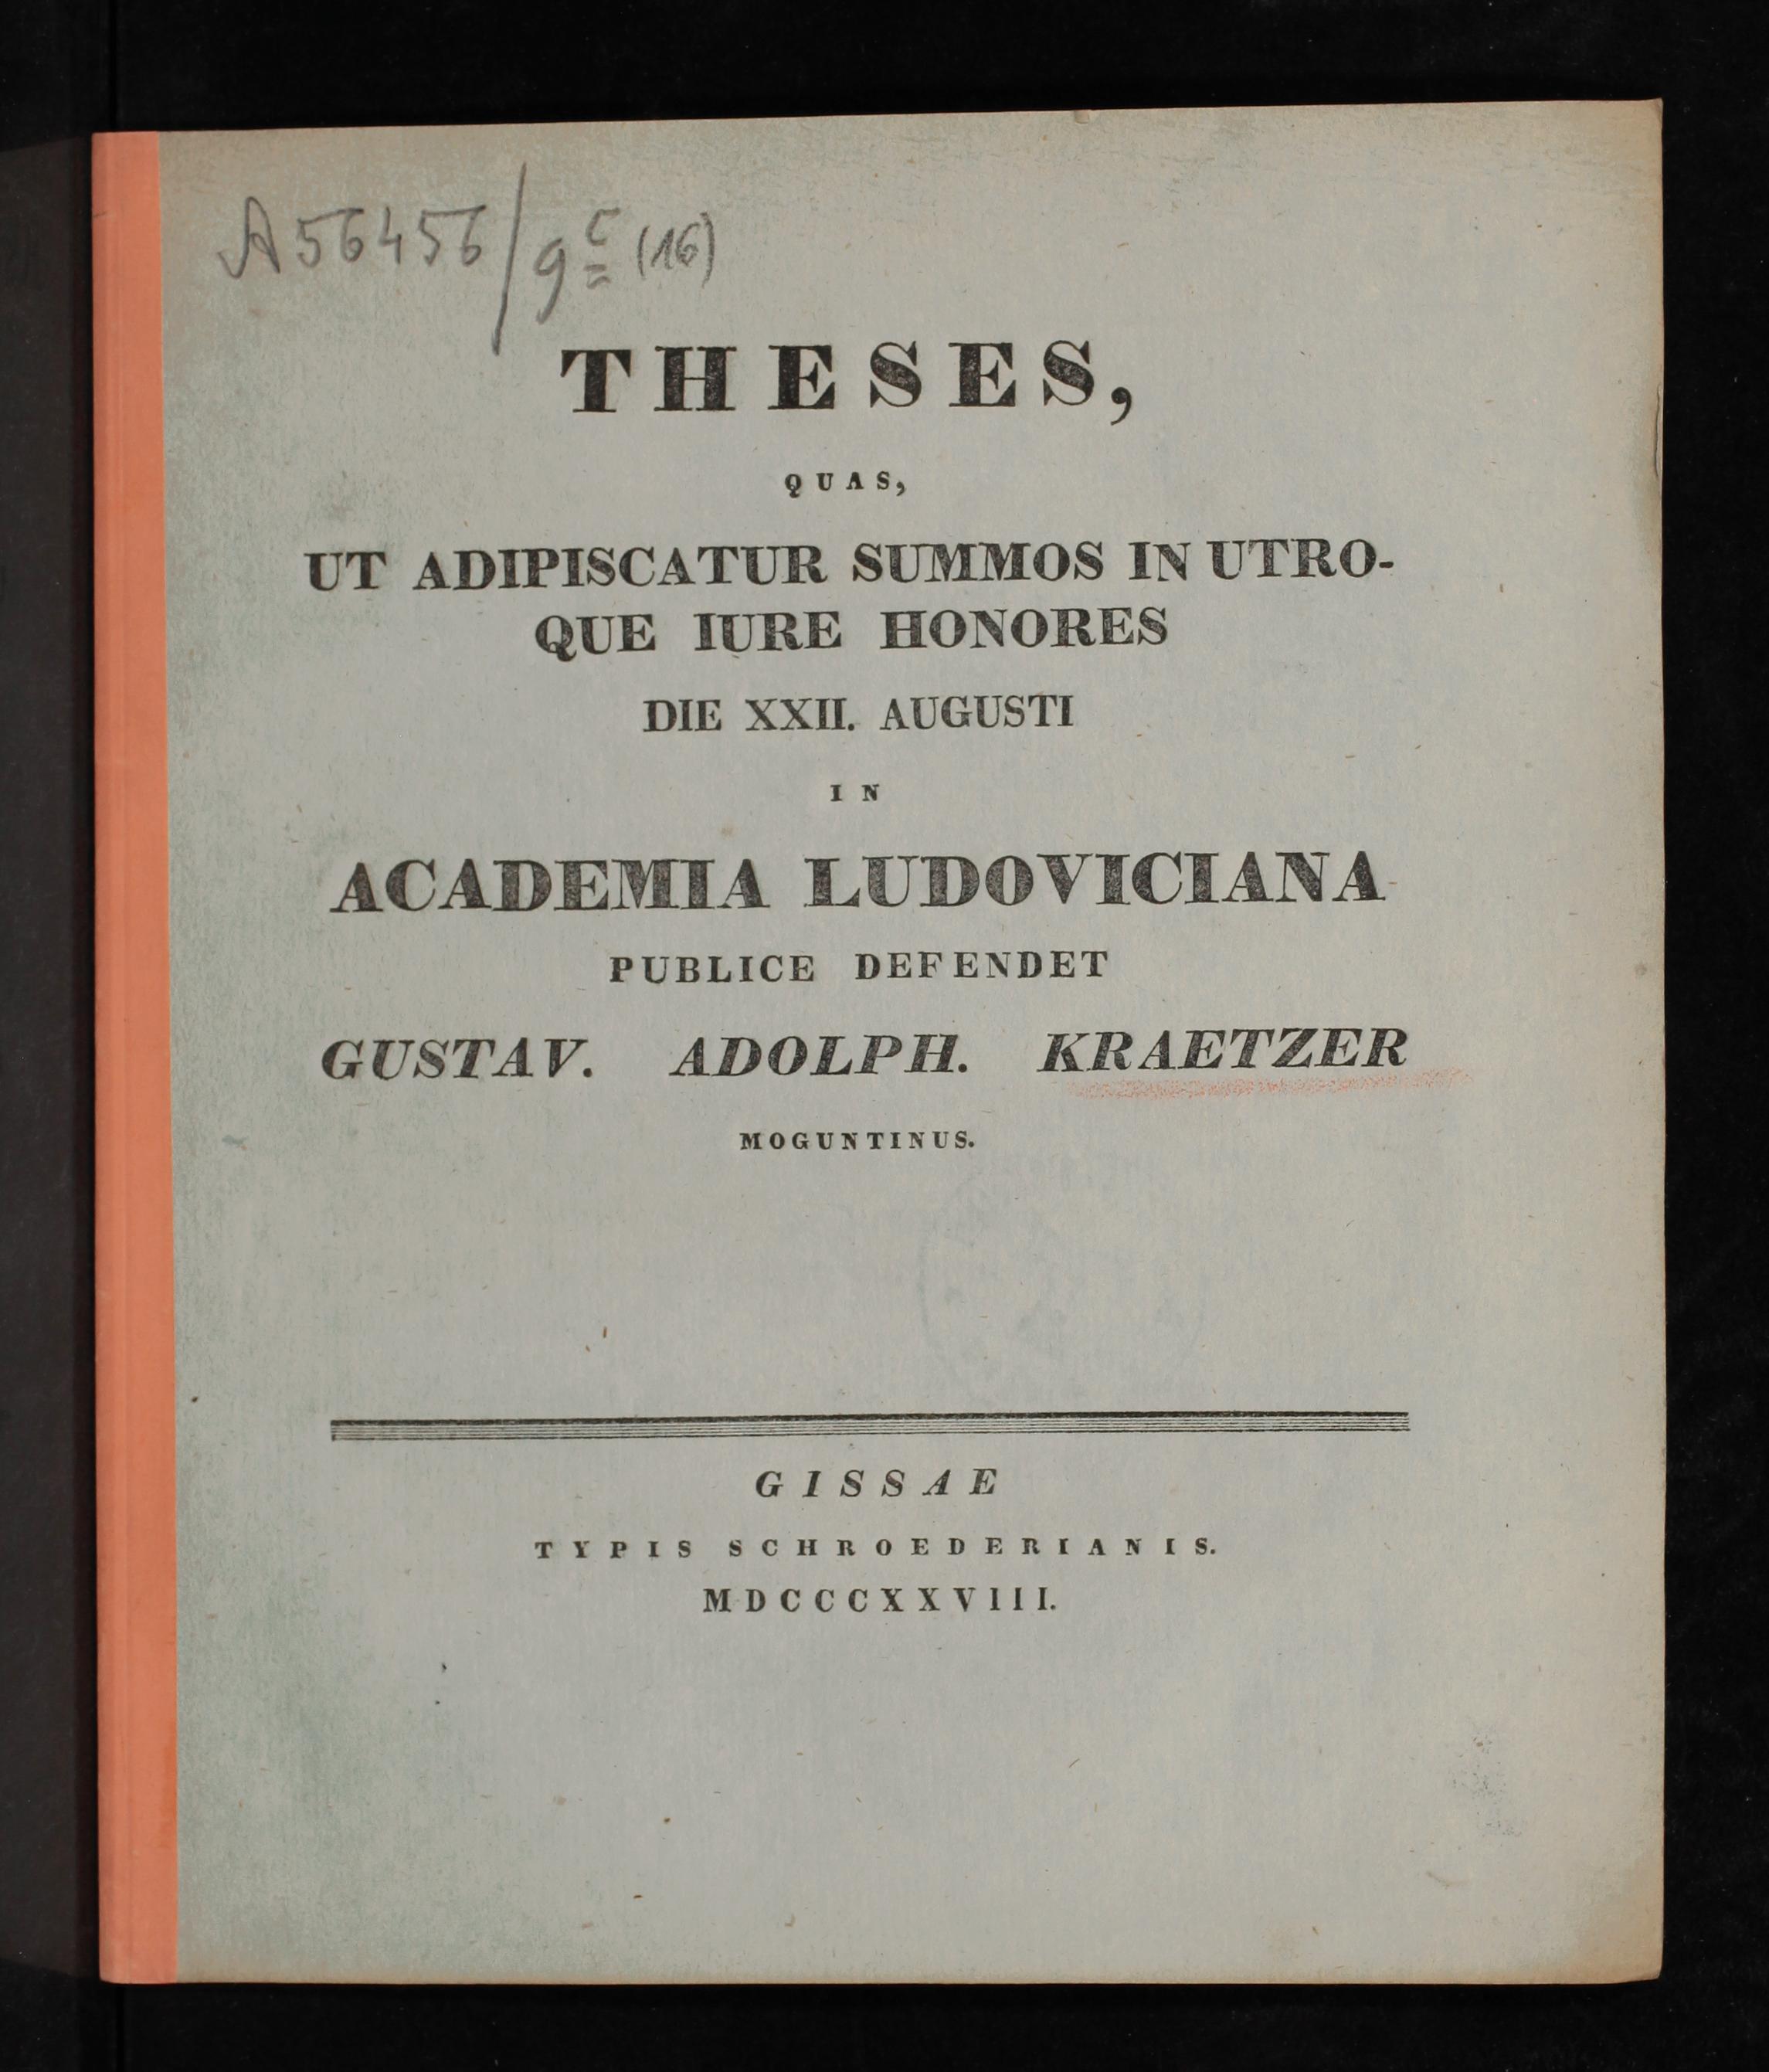 A56456/9c (16)
THESES,
QUAS,
UT ADIPISCATUR SUMMOS IN UTRO-
QUE IURE HONORES
DIE XXII. AUGUSTI
IN
ACADEMIA LUDOVICIANA
PUBLICE DEFENDET
GUSTAV. ADOLPH. KRAETZER
MOGUNTINUS.
GISSAE
TYPIS SCHROEDERIANIS.
MDCCCXXVIII.